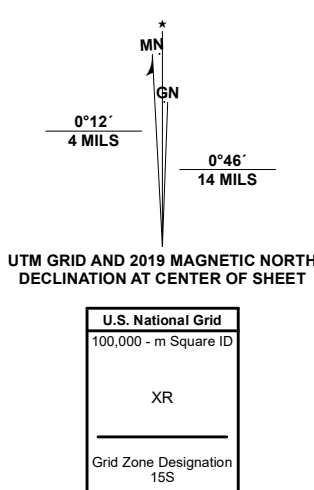 MN
GN
0°12´
4 MILS
0°46´
14 MILS
UTM GRID AND 2019 MAGNETIC NORTH
DECLINATION AT CENTER OF SHEET
U.S. National Grid
100,000 - m Square ID
XR
Grid Zone Designation
15S